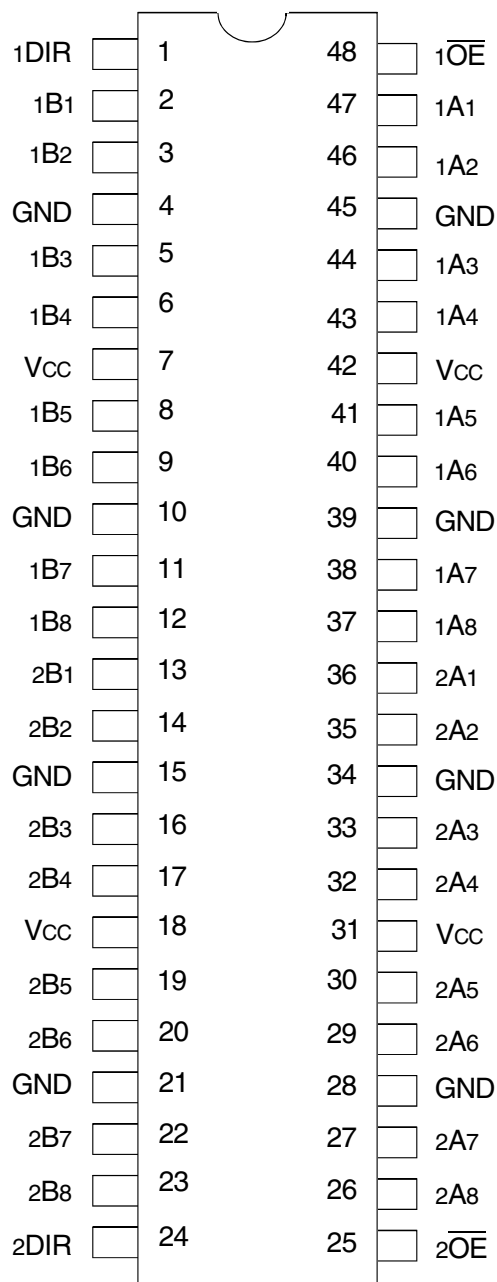 1DIR 1 48 1O̅E̅
1B1 2 47 1A1
1B2 3 46 1A2
GND 4 45 GND
1B3 5 44 1A3
1B4 6 43 1A4
VCC 7 42 VCC
1B5 8 41 1A5
1B6 9 40 1A6
GND 10 39 GND
1B7 11 38 1A7
1B8 12 37 1A8
2B1 13 36 2A1
2B2 14 35 2A2
GND 15 34 GND
2B3 16 33 2A3
2B4 17 32 2A4
VCC 18 31 VCC
2B5 19 30 2A5
2B6 20 29 2A6
GND 21 28 GND
2B7 22 27 2A7
2B8 23 26 2A8
2DIR 24 25 2O̅E̅